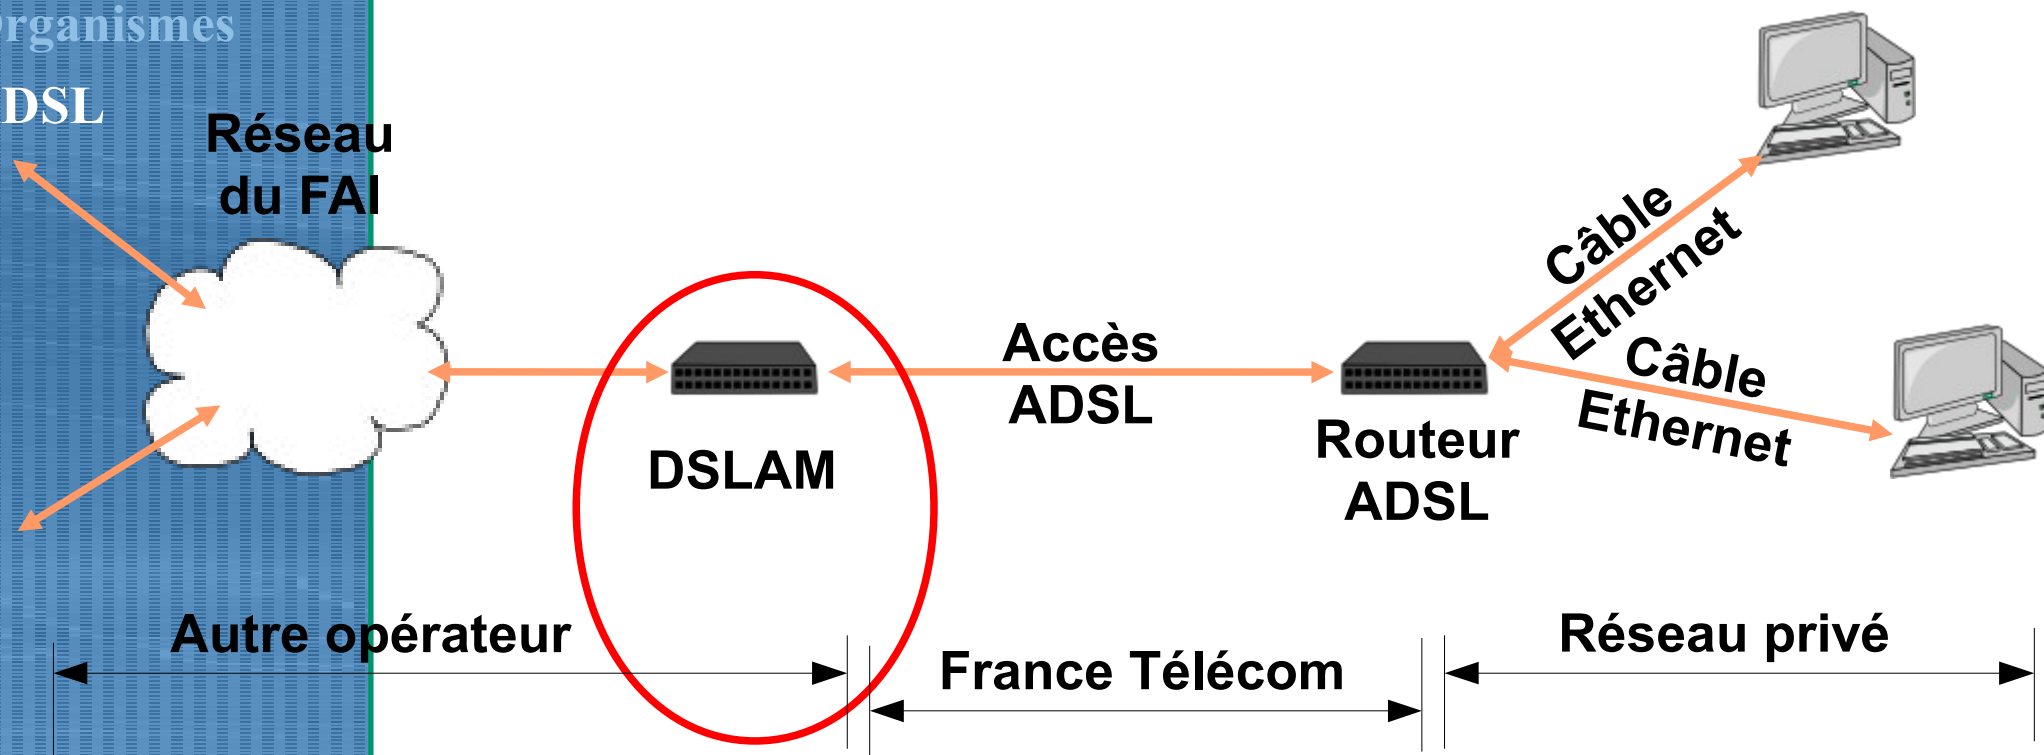 Organismes
DSL
Réseau
du FAI
Câble
Ethernet
Accès
ADSL
Câble
Ethernet
DSLAM
Routeur
ADSL
Autre opérateur
France Télécom
Réseau privé